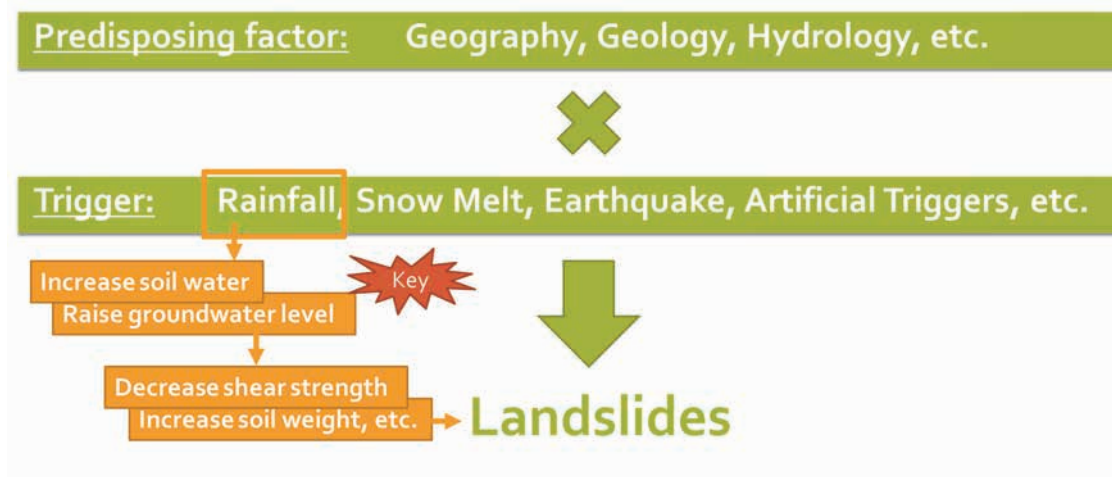 Predisposing factor: Geography, Geology, Hydrology, etc.
Trigger: Rainfall, Snow Melt, Earthquake, Artificial Triggers, etc.
Increase soil water
Key
Raise groundwater level
Decrease shear strength
Increase soil weight, etc.
Landslides